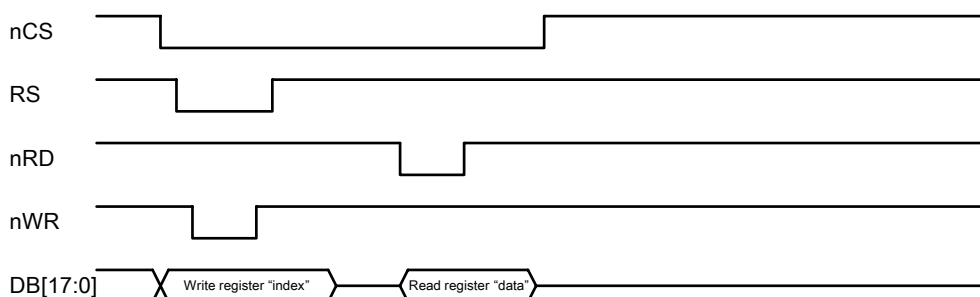 nCS
RS
nRD
nWR
DB[17:0] Write register “index” Read register “data”